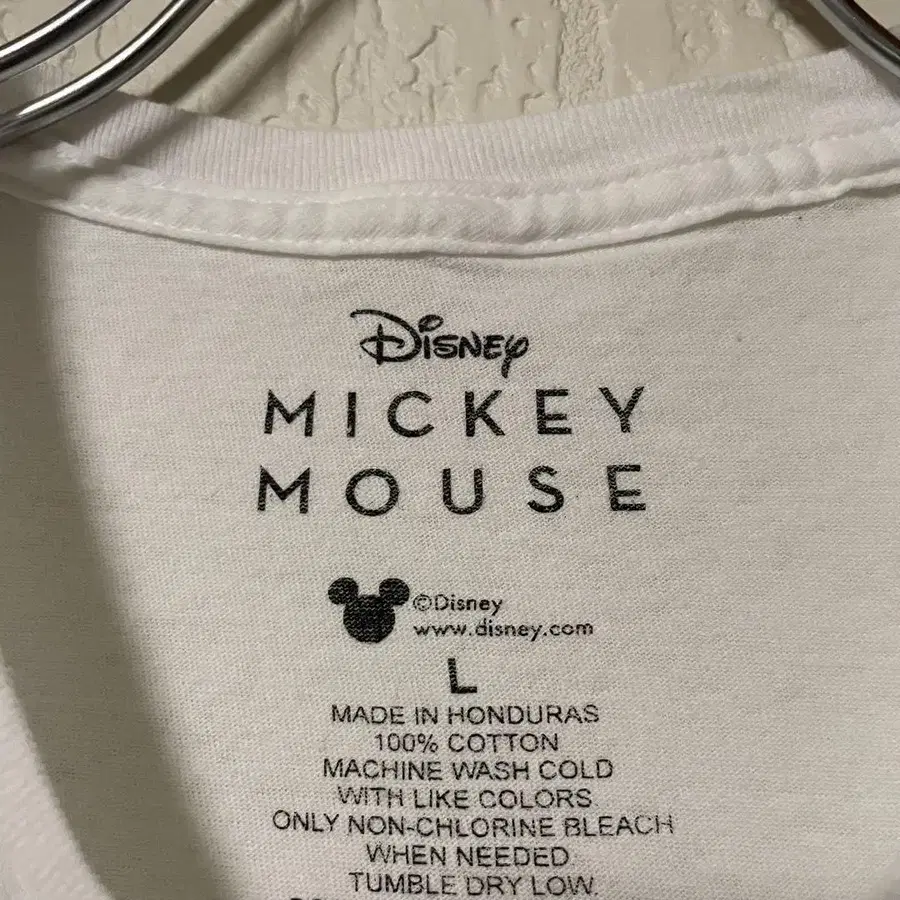 Disney
MICKEY
MOUSE
©Disney
www.disney.com
L
MADE IN HONDURAS
100% COTTON
MACHINE WASH COLD
WITH LIKE COLORS
ONLY NON-CHLORINE BLEACH
WHEN NEEDED
TUMBLE DRY LOW.